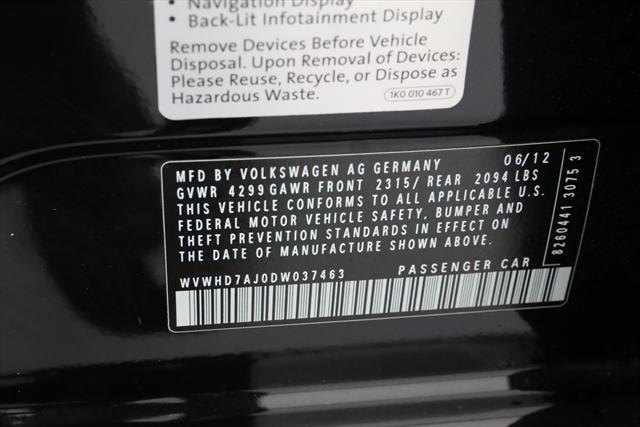 • Navigation Display
• Back-Lit Infotainment Display
Remove Devices Before Vehicle
Disposal. Upon Removal of Devices:
Please Reuse, Recycle, or Dispose as
Hazardous Waste.
1K0 010 467 T
MFD BY VOLKSWAGEN AG GERMANY 06/12
GVWR 4299 GAWR FRONT 2315/ REAR 2094 LBS
THIS VEHICLE CONFORMS TO ALL APPLICABLE U.S.
FEDERAL MOTOR VEHICLE SAFETY, BUMPER AND
THEFT PREVENTION STANDARDS IN EFFECT ON
THE DATE OF MANUFACTURE SHOWN ABOVE.
WVWHD7AJ0DW037463 PASSENGER CAR
8260441 3075 3